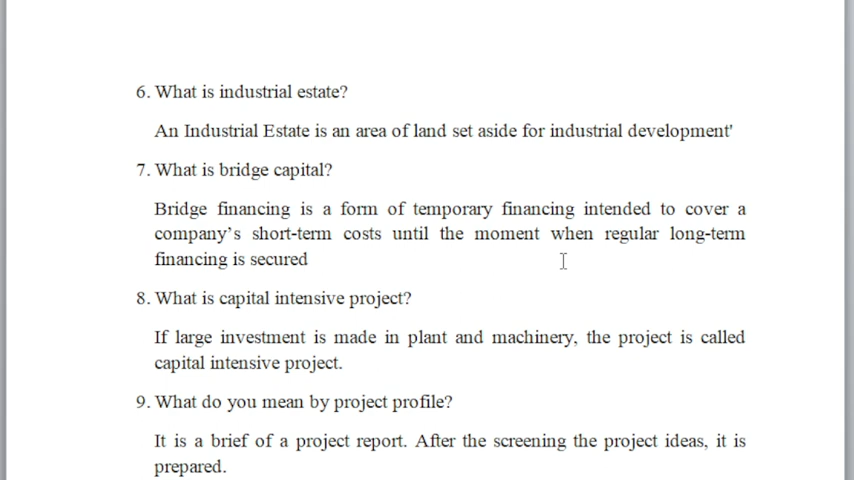 6. What is industrial estate?
An Industrial Estate is an area of land set aside for industrial development'
7. What is bridge capital?
Bridge financing is a form of temporary financing intended to cover a
company’s short-term costs until the moment when regular long-term
financing is secured
8. What is capital intensive project?
If large investment is made in plant and machinery, the project is called
capital intensive project.
9. What do you mean by project profile?
It is a brief of a project report. After the screening the project ideas, it is
prepared.